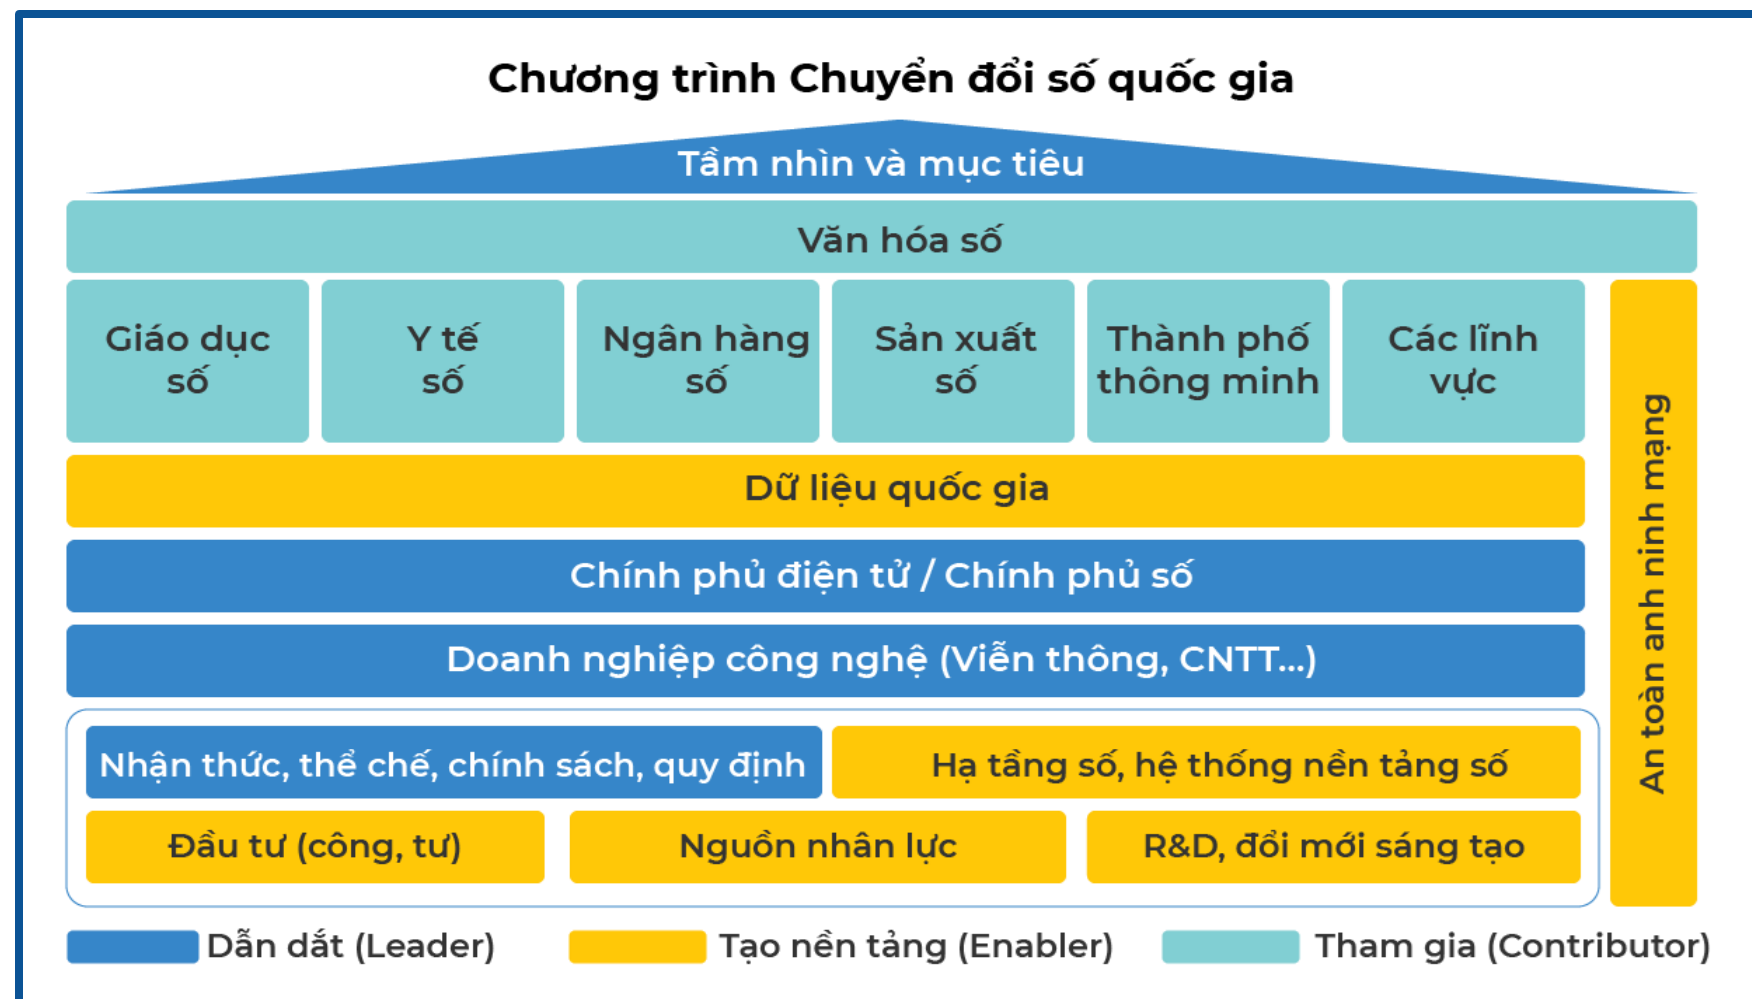 Chương trình Chuyển đổi số quốc gia
Tầm nhìn và mục tiêu
Văn hóa số
Giáo dục
số
Y tế
số
Ngân hàng
số
Sản xuất
số
Thành phố
thông minh
Các lĩnh
vực
An toàn anh ninh mạng
Dữ liệu quốc gia
Chính phủ điện tử / Chính phủ số
Doanh nghiệp công nghệ (Viễn thông, CNTT...)
Nhận thức, thể chế, chính sách, quy định
Hạ tầng số, hệ thống nền tảng số
Đầu tư (công, tư)
Nguồn nhân lực
R&D, đổi mới sáng tạo
Dẫn dắt (Leader)
Tạo nền tảng (Enabler)
Tham gia (Contributor)